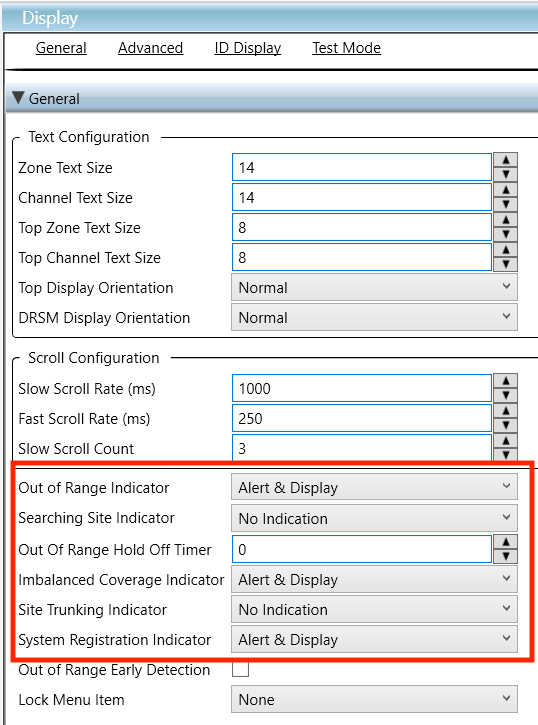 Display
General Advanced ID Display Test Mode
General
Text Configuration
Zone Text Size 14
Channel Text Size 14
Top Zone Text Size 8
Top Channel Text Size 8
Top Display Orientation Normal
DRSM Display Orientation Normal
Scroll Configuration
Slow Scroll Rate (ms) 1000
Fast Scroll Rate (ms) 250
Slow Scroll Count 3
Out of Range Indicator Alert & Display
Searching Site Indicator No Indication
Out Of Range Hold Off Timer 0
Imbalanced Coverage Indicator Alert & Display
Site Trunking Indicator No Indication
System Registration Indicator Alert & Display
Out of Range Early Detection
Lock Menu Item None